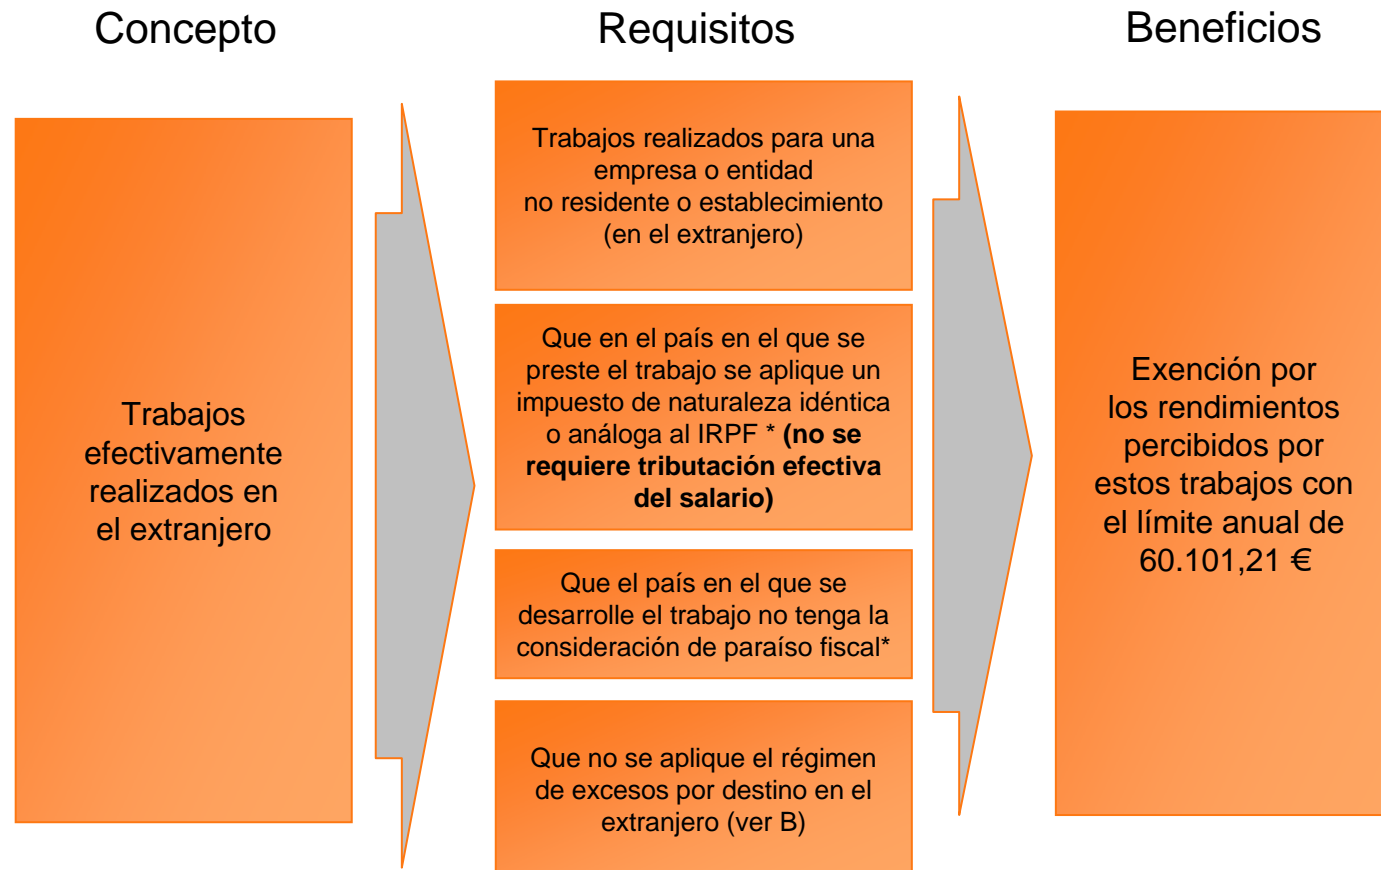 Concepto
Requisitos
Beneficios
Trabajos
efectivamente
realizados en
el extranjero
Trabajos realizados para una
empresa o entidad
no residente o establecimiento
(en el extranjero)
Que en el país en el que se
preste el trabajo se aplique un
impuesto de naturaleza idéntica
o análoga al IRPF * (no se
requiere tributación efectiva
del salario)
Que el país en el que se
desarrolle el trabajo no tenga la
consideración de paraíso fiscal*
Que no se aplique el régimen
de excesos por destino en el
extranjero (ver B)
Exención por
los rendimientos
percibidos por
estos trabajos con
el límite anual de
60.101,21 €